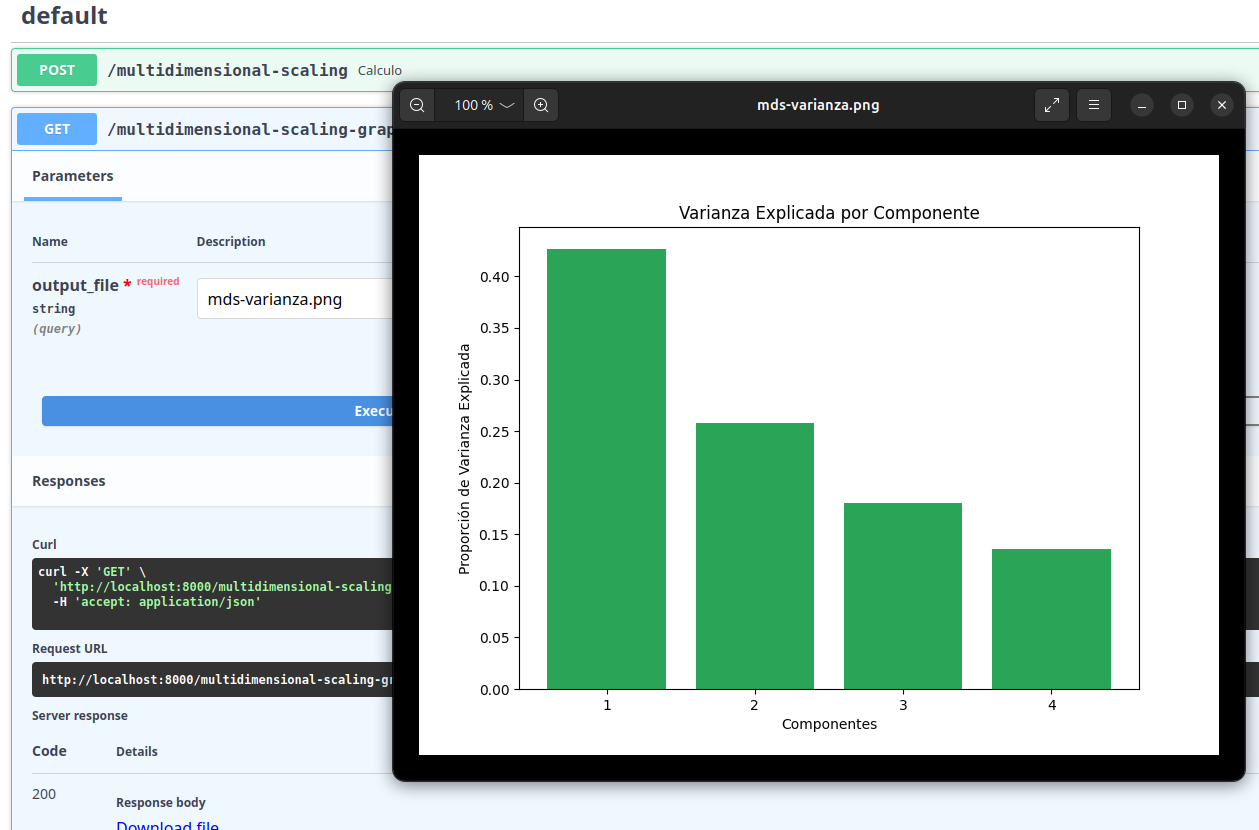 default
POST /multidimensional-scaling Calculo
GET /multidimensional-scaling-grap
Parameters
Name Description
output_file * required
string
(query)
mds-varianza.png
Execu
Responses
Curl
curl -X 'GET' \
'http://localhost:8000/multidimensional-scaling
-H 'accept: application/json'
Request URL
http://localhost:8000/multidimensional-scaling-gr
Server response
Code Details
200
Response body
Download file
100 %
mds-varianza.png
Varianza Explicada por Componente
Proporción de Varianza Explicada
0.40
0.35
0.30
0.25
0.20
0.15
0.10
0.05
0.00
1 2 3 4
Componentes